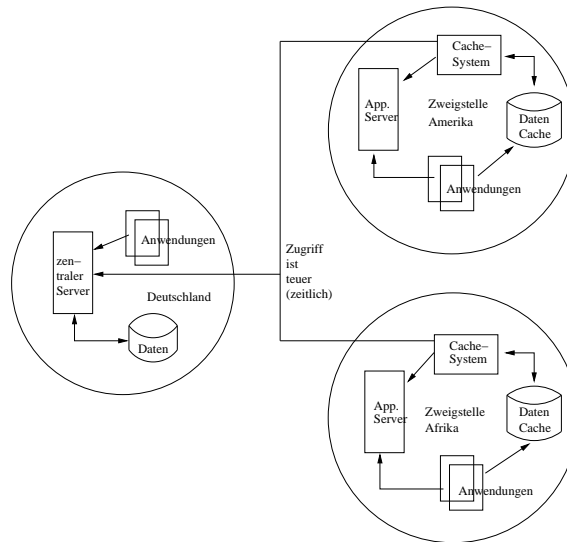 Cache–
System
App.
Server
Zweigstelle
Amerika
Daten
Cache
Anwendungen
Anwendungen
zen–
traler
Server
Deutschland
Daten
Zugriff
ist
teuer
(zeitlich)
Cache–
System
App.
Server
Zweigstelle
Afrika
Daten
Cache
Anwendungen